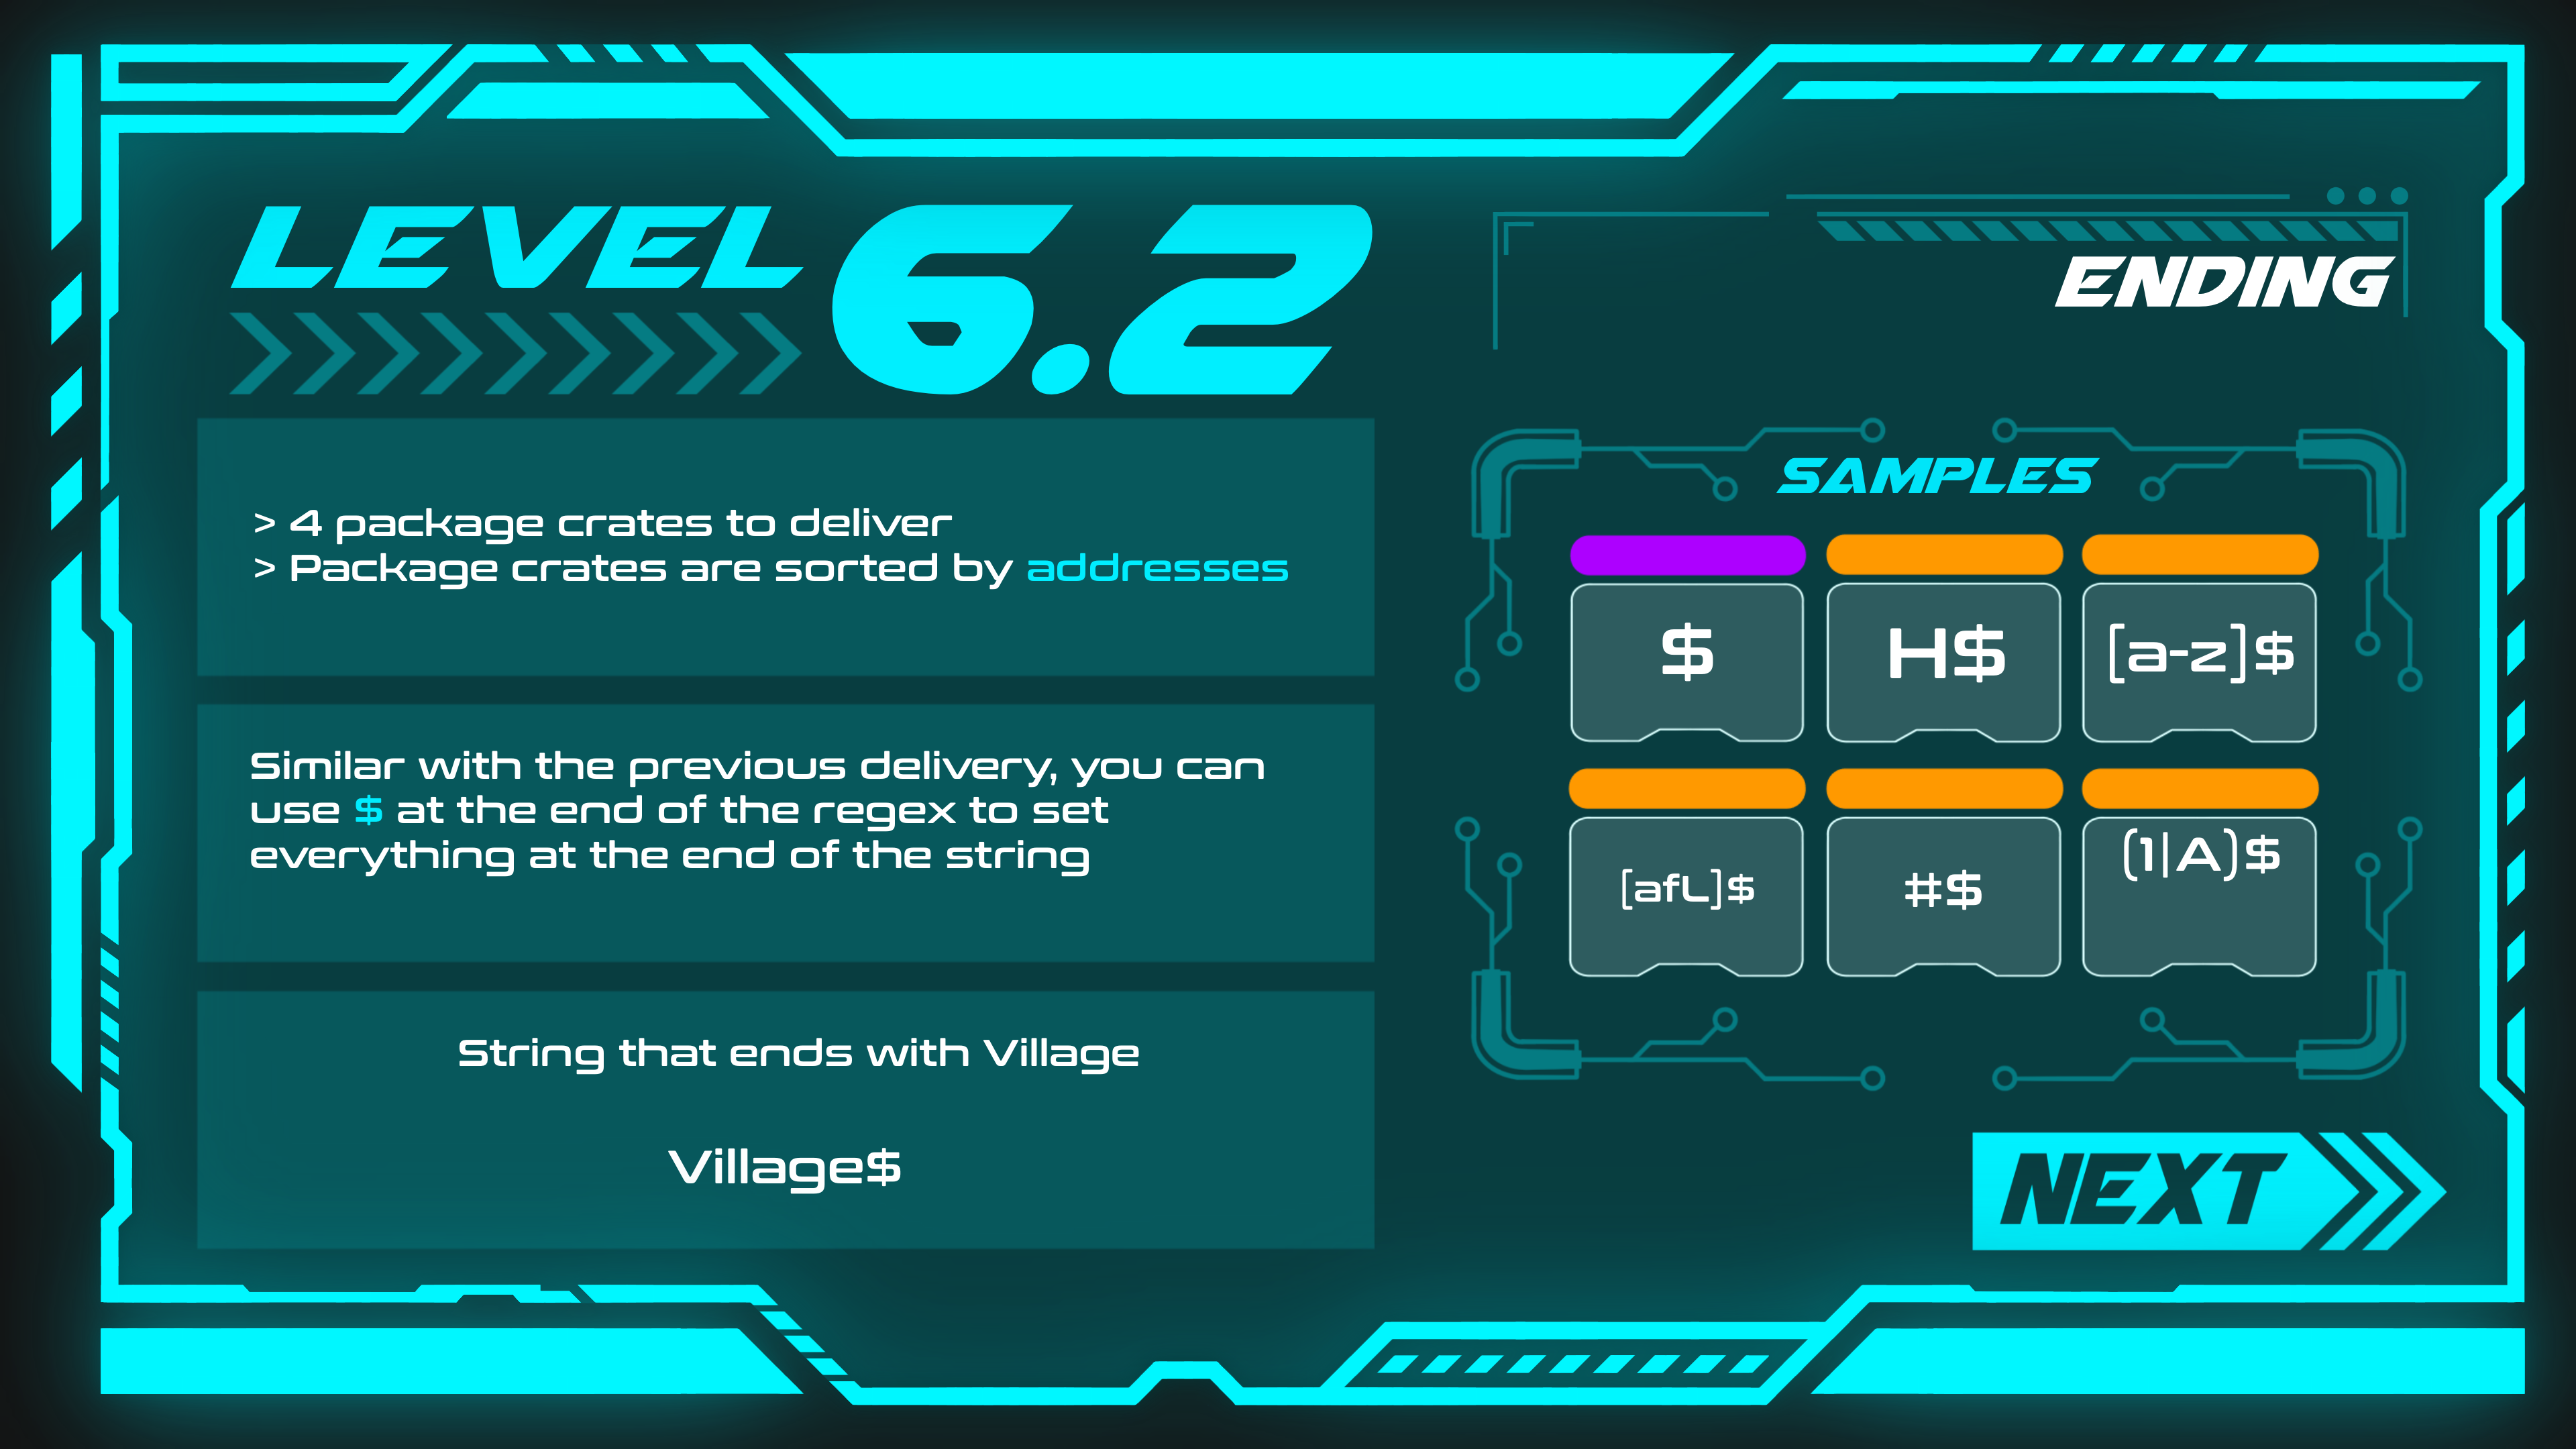 LEVEL 6.2
ENDING
> 4 package crates to deliver
> Package crates are sorted by addresses
Similar with the previous delivery, you can
use $ at the end of the regex to set
everything at the end of the string
String that ends with Village
Village$
SAMPLES
$
H$
[a-z]$
[afL]$
#$
(1|A)$
NEXT